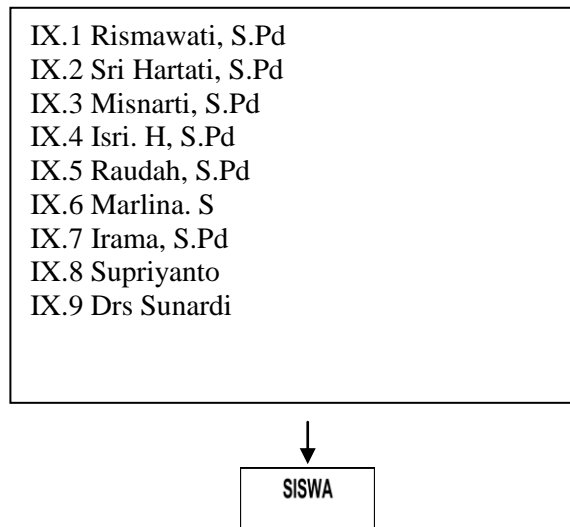 IX.1 Rismawati, S.Pd
IX.2 Sri Hartati, S.Pd
IX.3 Misnarti, S.Pd
IX.4 Isri. H, S.Pd
IX.5 Raudah, S.Pd
IX.6 Marlina. S
IX.7 Irama, S.Pd
IX.8 Supriyanto
IX.9 Drs Sunardi
SISWA